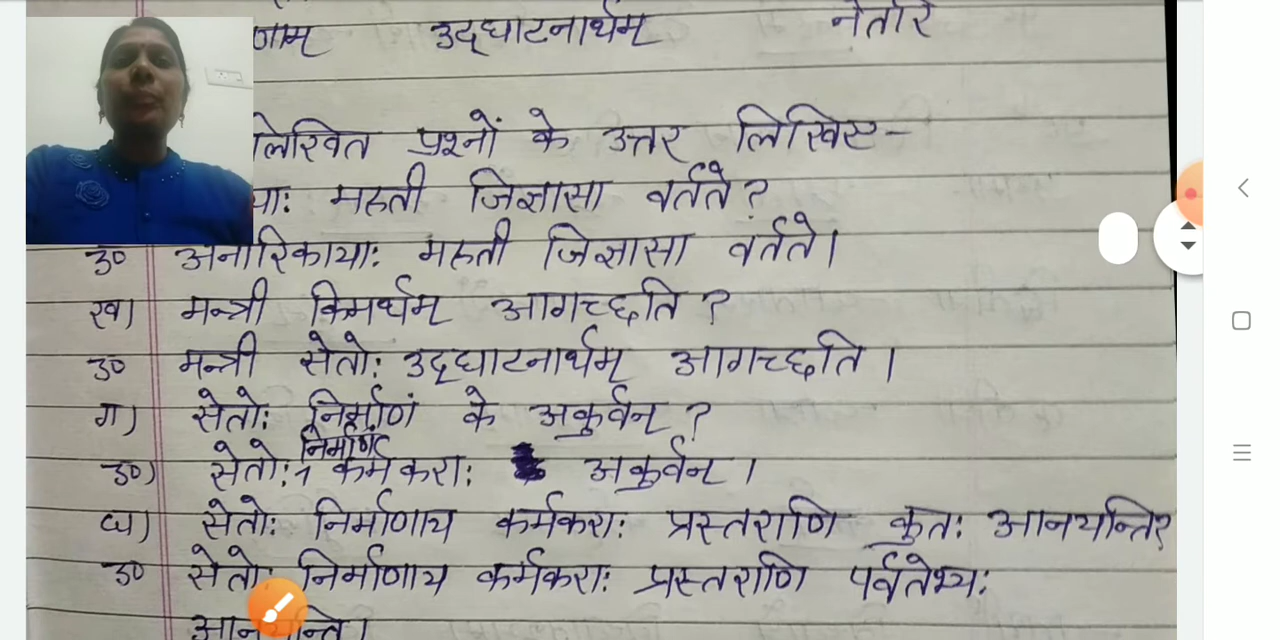 णाम् उद्घाटनार्थम्
लिखित प्रश्नों के उत्तर लिखिए-
याः महती जिज्ञासा वर्तते?
उ० अनारिकायाः महती जिज्ञासा वर्तते।
ख) मन्त्री किमर्थम् आगच्छति?
उ० मन्त्री सेतोः उद्घाटनार्थम् आगच्छति।
ग) सेतोः निर्माणं के अकुर्वन्?
उ०) सेतोः निर्माणं कर्मकराः अकुर्वन्।
घ) सेतोः निर्माणाय कर्मकराः प्रस्तराणि कुतः आनयन्ति?
उ० सेतोः निर्माणाय कर्मकराः प्रस्तराणि पर्वतेभ्यः
आनयन्ति।